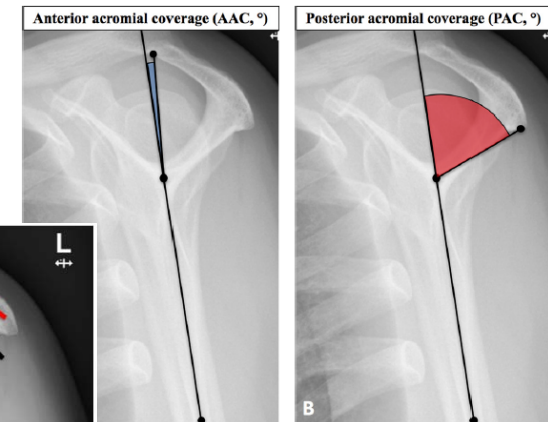 Anterior acromial coverage (AAC, °)
Posterior acromial coverage (PAC, °)
L
B